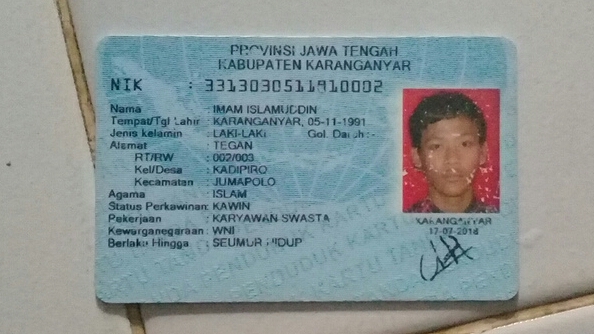 PROVINSI JAWA TENGAH
KABUPATEN KARANGANYAR
NIK : 3313030511910002
Nama : IMAM ISLAMUDDIN
Tempat/Tgl Lahir : KARANGANYAR, 05-11-1991
Jenis kelamin : LAKI-LAKI Gol. Darah :-
Alamat : TEGAN
RT/RW : 002/003
Kel/Desa : KADIPIRO
Kecamatan : JUMAPOLO
Agama : ISLAM
Status Perkawinan: KAWIN
Pekerjaan : KARYAWAN SWASTA
Kewarganegaraan : WNI
Berlaku Hingga : SEUMUR HIDUP
KARANGANYAR
17-07-2016